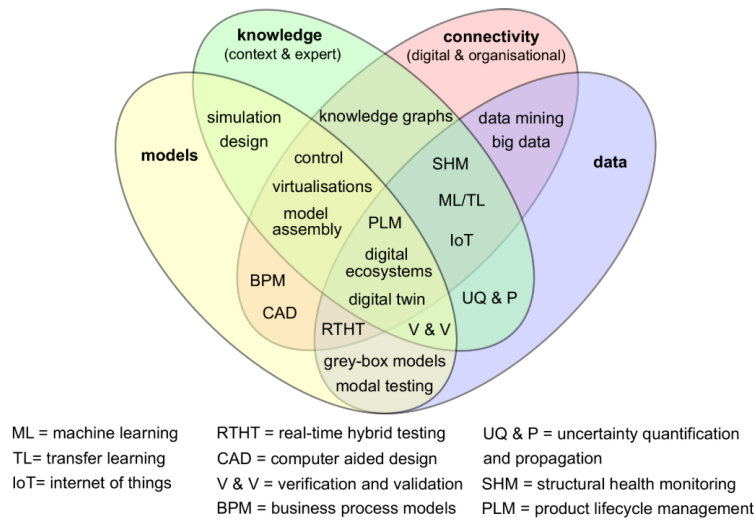 knowledge
(context & expert)
connectivity
(digital & organisational)
models
data
simulation
design
knowledge graphs
data mining
big data
control
virtualisations
model
assembly
SHM
ML/TL
IoT
PLM
digital
ecosystems
digital twin
BPM
CAD
UQ & P
RTHT
V & V
grey-box models
modal testing
ML = machine learning
TL= transfer learning
IoT= internet of things
RTHT = real-time hybrid testing
CAD = computer aided design
V & V = verification and validation
BPM = business process models
UQ & P = uncertainty quantification
and propagation
SHM = structural health monitoring
PLM = product lifecycle management